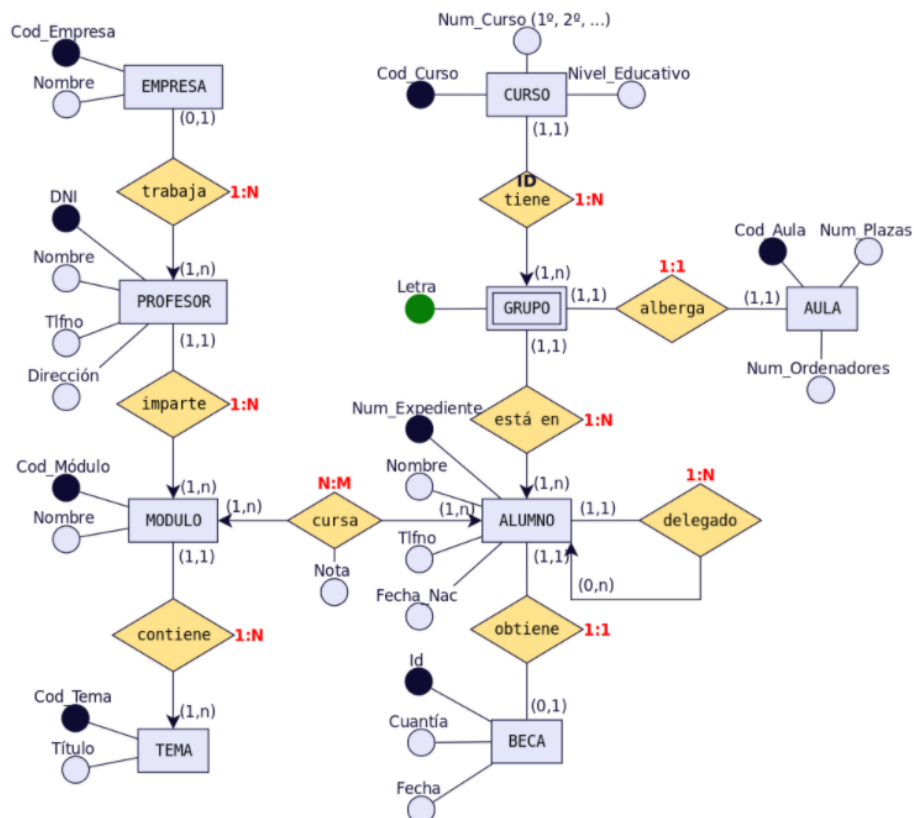 Num_Curso (1º, 2º, ...)
Cod_Empresa
Nombre
EMPRESA
(0,1)
Cod_Curso
CURSO
Nivel_Educativo
(1,1)
trabaja
1:N
ID
tiene
1:N
DNI
Nombre
Tlfno
Dirección
(1,n)
PROFESOR
(1,1)
(1,n)
Letra
GRUPO
(1,1)
(1,1)
1:1
alberga
(1,1)
Cod_Aula
Num_Plazas
AULA
Num_Ordenadores
imparte
1:N
está en
1:N
Cod_Módulo
Nombre
(1,n)
MODULO
(1,n)
(1,1)
N:M
cursa
Nota
(1,n)
Num_Expediente
Nombre
Tlfno
Fecha_Nac
(1,n)
ALUMNO
(1,1)
(1,1)
1:N
delegado
(0,n)
contiene
1:N
obtiene
1:1
Cod_Tema
Título
(1,n)
TEMA
Id
Cuantía
Fecha
(0,1)
BECA